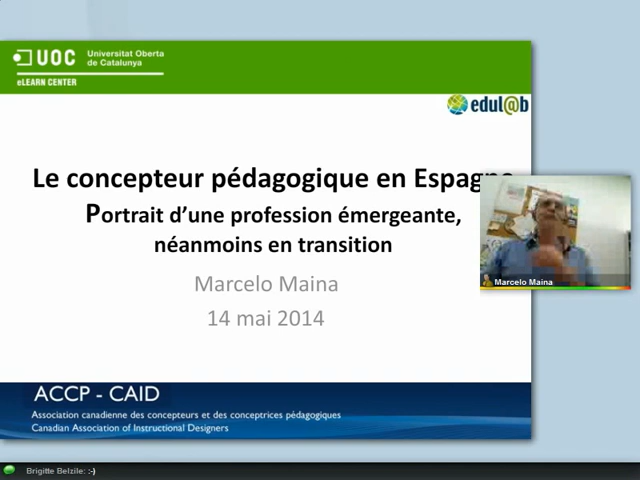 UOC
Universitat Oberta
de Catalunya
eLEARN CENTER
edul@b
Le concepteur pédagogique en Espagne
Portrait d’une profession émergeante,
néanmoins en transition
Marcelo Maina
14 mai 2014
Marcelo Maina
ACCP - CAID
Association canadienne des concepteurs et des conceptrices pédagogiques
Canadian Association of Instructional Designers
Brigitte Belzile: :-)